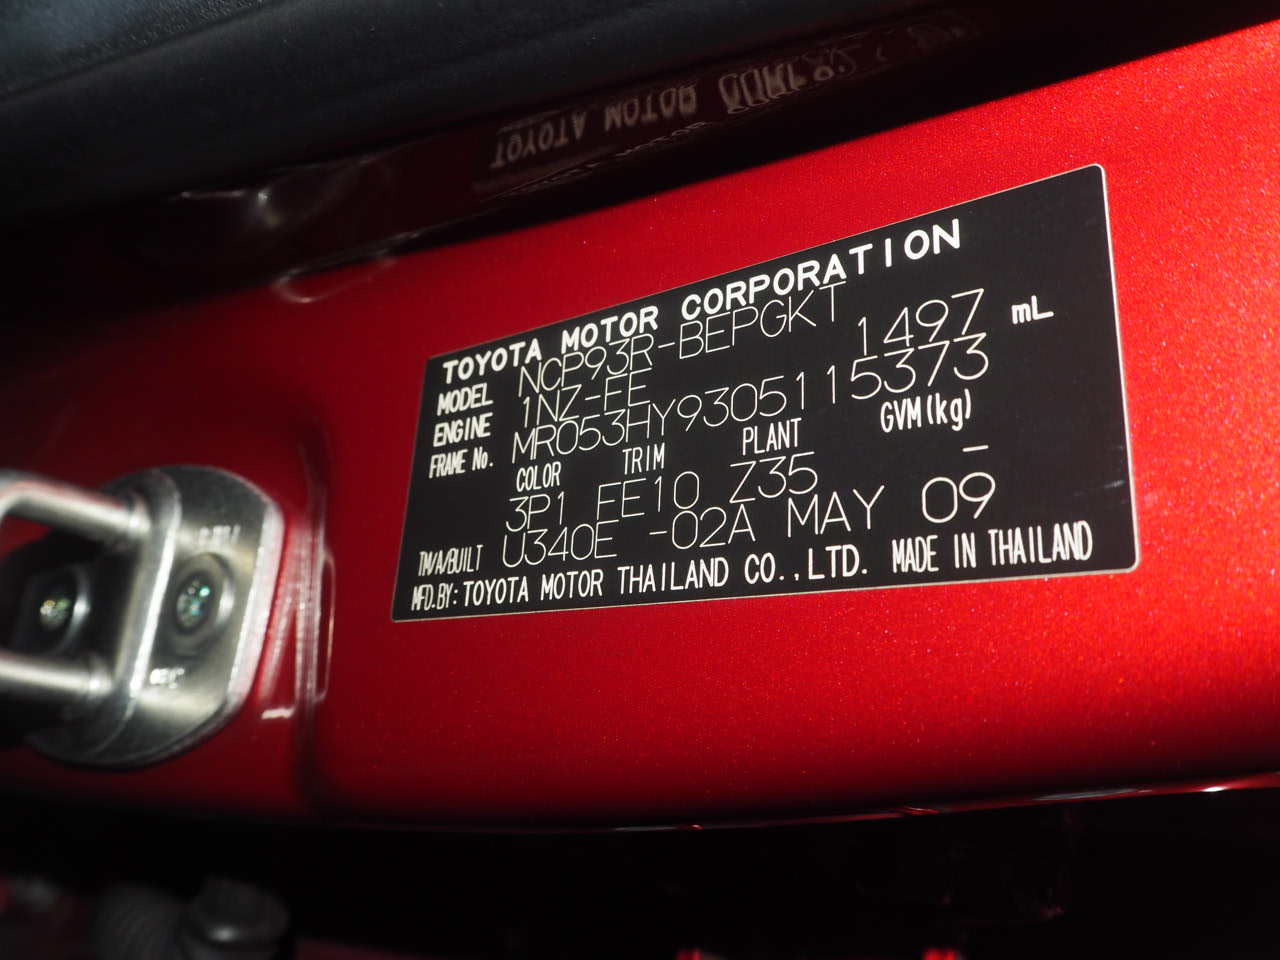 TOYOTA MOTOR CORPORATION
MODEL NCP93R-BEPGKT
ENGINE 1NZ-FE 1497 mL
FRAME No. MR053HY9305115373
COLOR TRIM PLANT GVM(kg)
3P1 FE10 Z35 –
TM/A/BUILT U340E -02A MAY 09
MFD.BY: TOYOTA MOTOR THAILAND CO.,LTD. MADE IN THAILAND